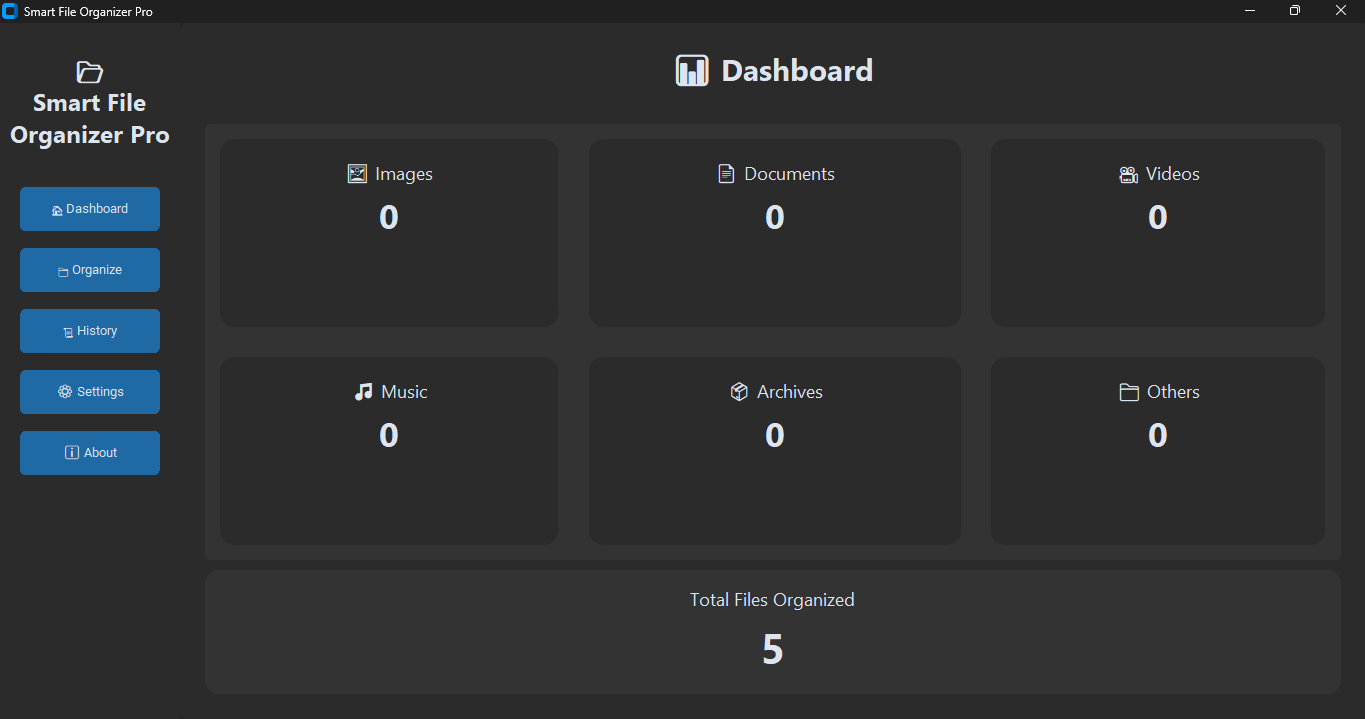 Smart File Organizer Pro
Smart File
Organizer Pro
Dashboard
Organize
History
Settings
About
Dashboard
Images
0
Documents
0
Videos
0
Music
0
Archives
0
Others
0
Total Files Organized
5